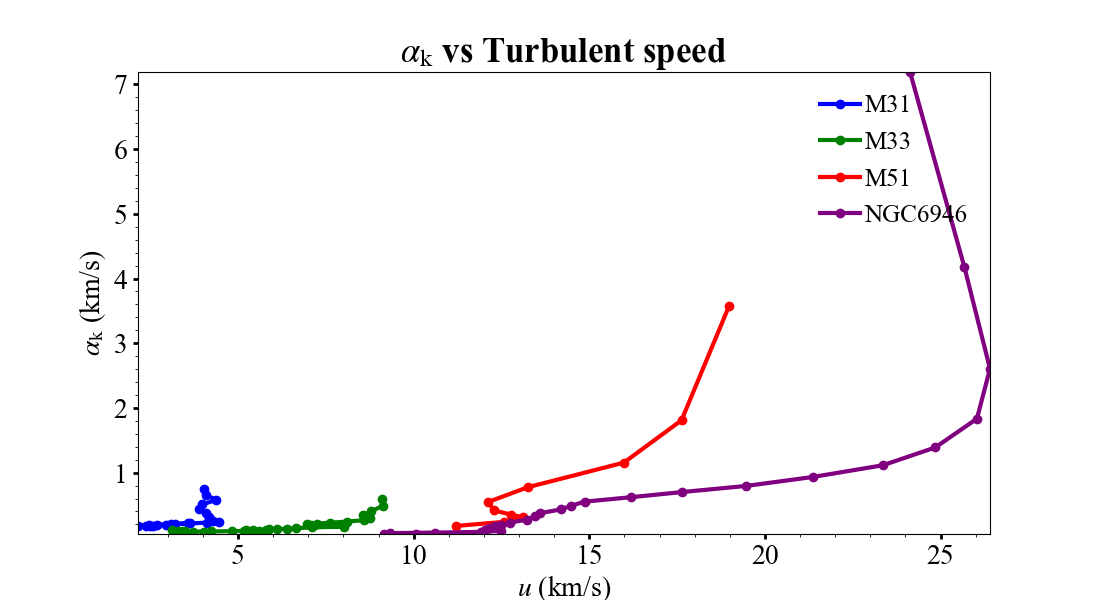 αk vs Turbulent speed
7
6
5
4
3
2
1
αk (km/s)
M31
M33
M51
NGC6946
5 10 15 20 25
u (km/s)